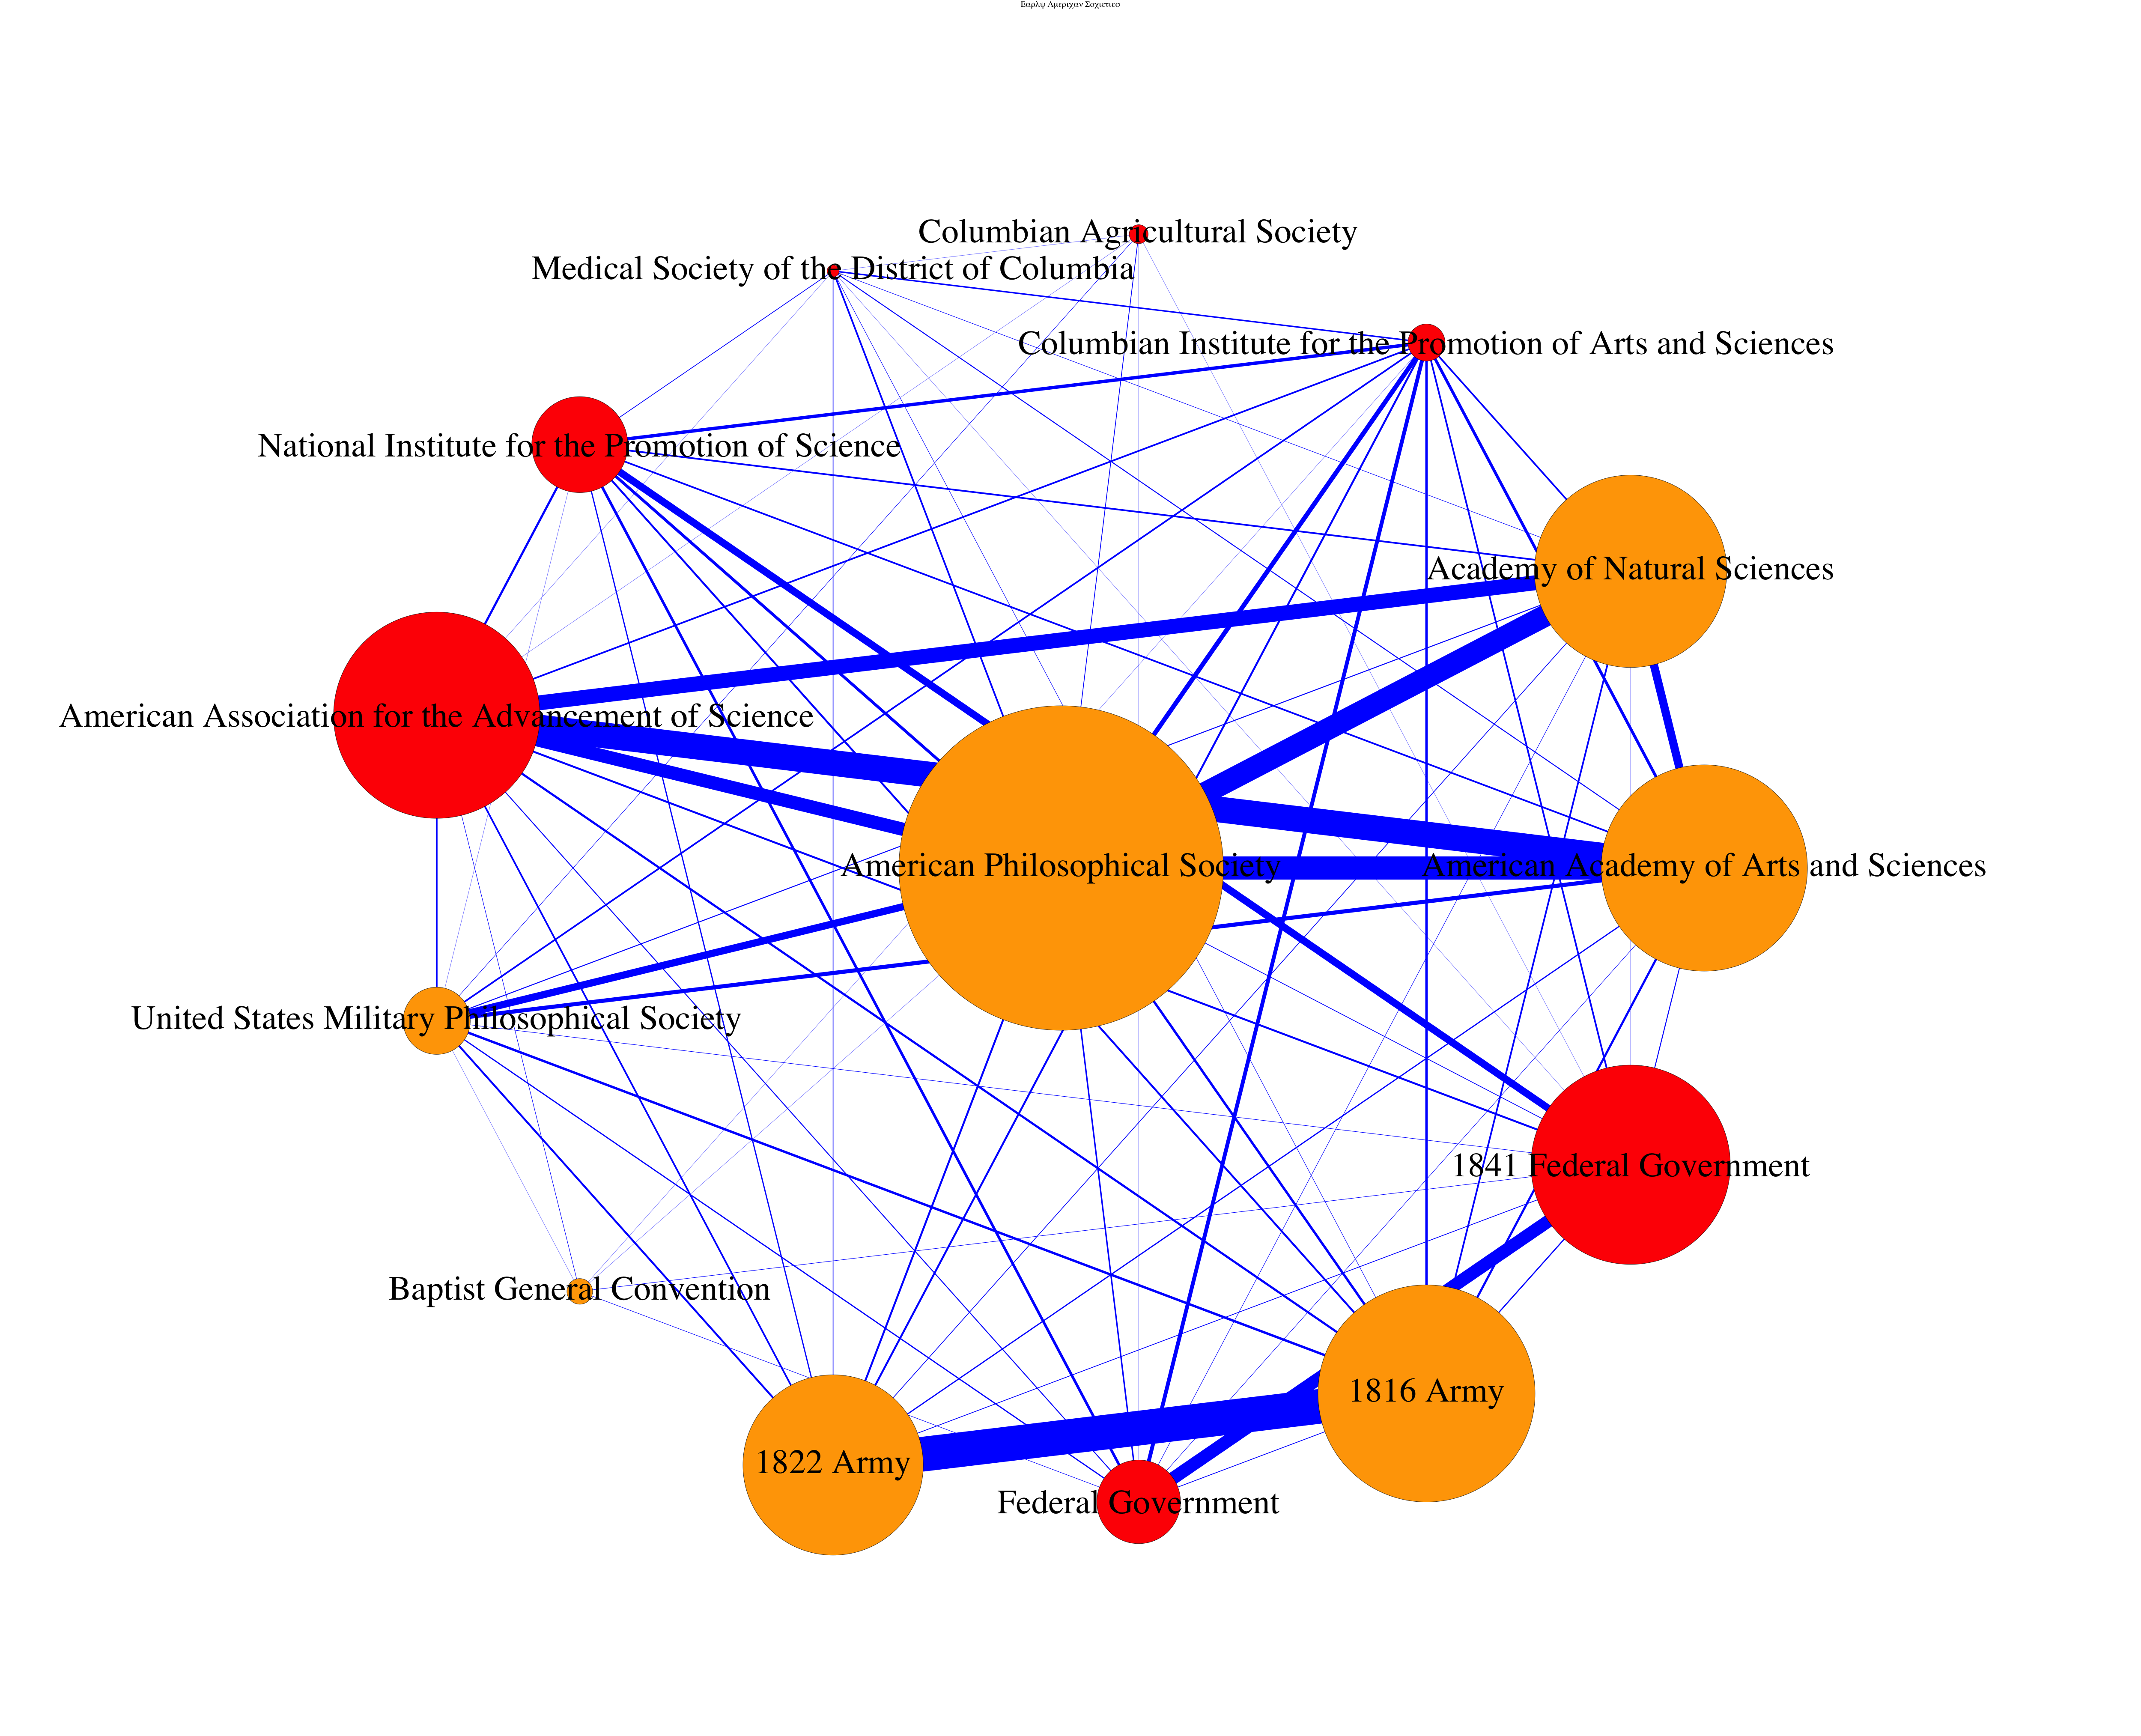 Εαρλψ Αμεριχαν Σοχιετιεσ
Columbian Agricultural Society
Medical Society of the District of Columbia
Columbian Institute for the Promotion of Arts and Sciences
National Institute for the Promotion of Science
Academy of Natural Sciences
American Association for the Advancement of Science
American Philosophical Society
American Academy of Arts and Sciences
United States Military Philosophical Society
1841 Federal Government
Baptist General Convention
1816 Army
1822 Army
Federal Government